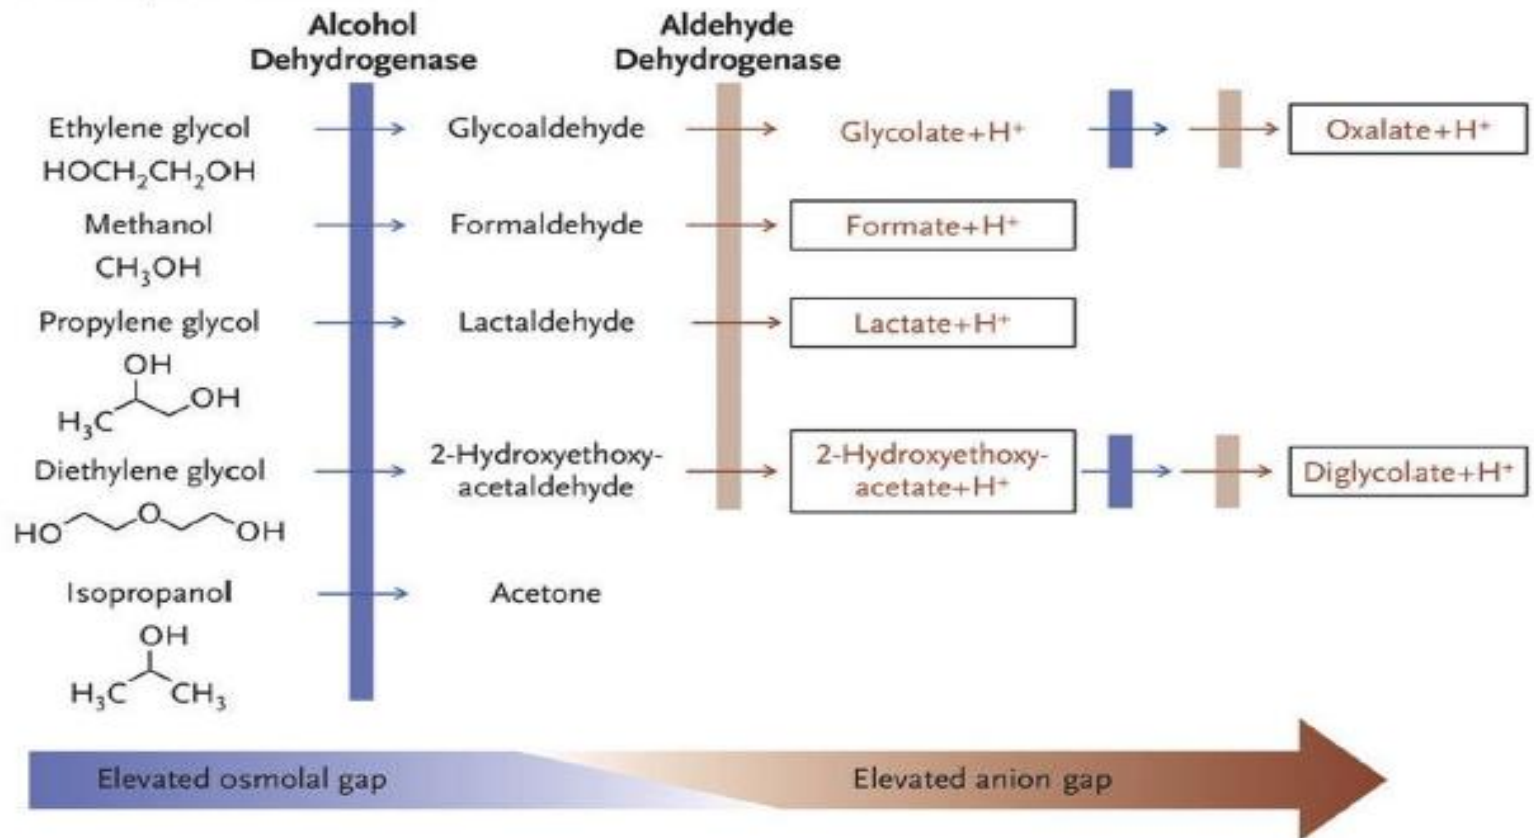 Alcohol
Dehydrogenase
Aldehyde
Dehydrogenase
Ethylene glycol
HOCH₂CH₂OH
Glycoaldehyde
Glycolate+H⁺
Oxalate+H⁺
Methanol
CH₃OH
Formaldehyde
Formate+H⁺
Propylene glycol
OH
OH
H₃C
Lactaldehyde
Lactate+H⁺
Diethylene glycol
HO
O
OH
2-Hydroxyethoxy-
acetaldehyde
2-Hydroxyethoxy-
acetate+H⁺
Diglycolate+H⁺
Isopropanol
OH
H₃C
CH₃
Acetone
Elevated osmolal gap
Elevated anion gap